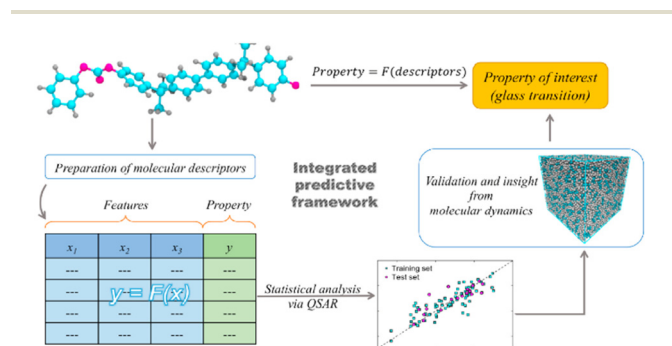 Property = F(descriptors)
Property of interest
(glass transition)
Preparation of molecular descriptors
Integrated
predictive
framework
Validation and insight
from
molecular dynamics
Features
Property
x1 x2 x3 y
--- --- --- ---
--- --- --- ---
y = F(x)
--- --- --- ---
--- --- --- ---
Statistical analysis
via QSAR
Training set
Test set